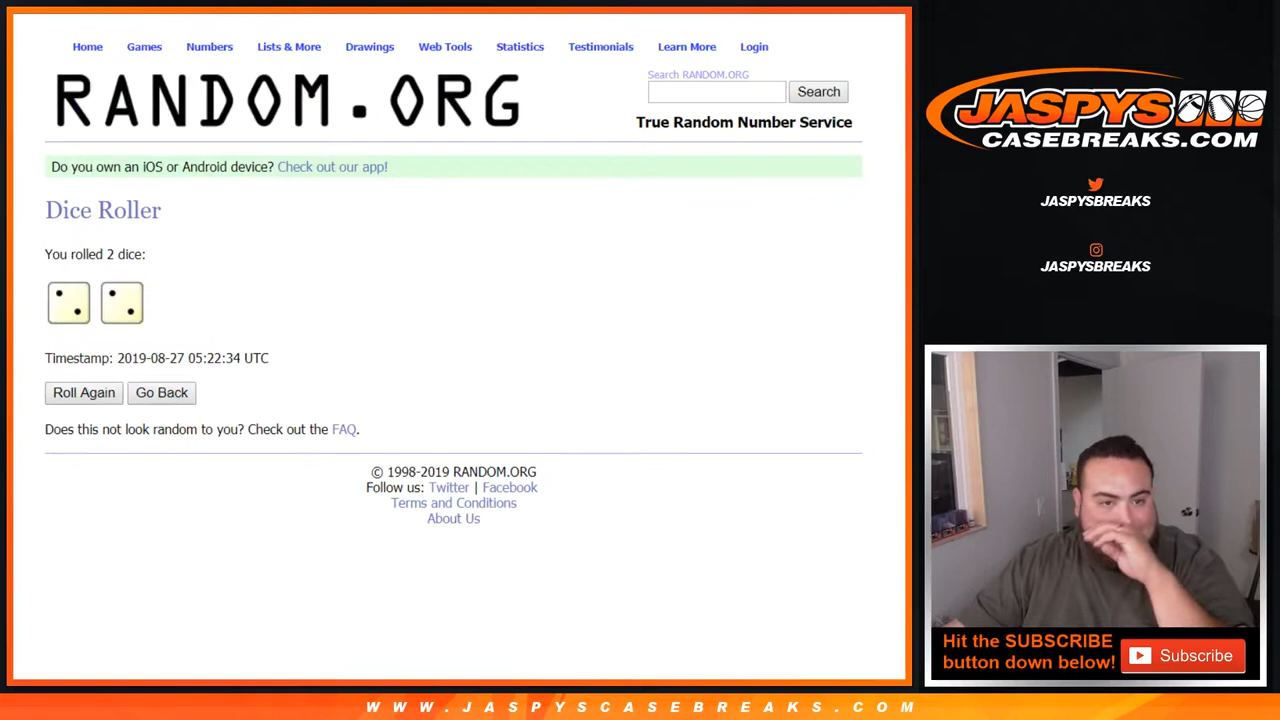 Home Games Numbers Lists & More Drawings Web Tools Statistics Testimonials Learn More Login
RANDOM.ORG
Search RANDOM.ORG
Search
True Random Number Service
Do you own an iOS or Android device? Check out our app!
Dice Roller
You rolled 2 dice:
Timestamp: 2019-08-27 05:22:34 UTC
Roll Again Go Back
Does this not look random to you? Check out the FAQ.
© 1998-2019 RANDOM.ORG
Follow us: Twitter | Facebook
Terms and Conditions
About Us
JASPYS
CASEBREAKS.COM
JASPYSBREAKS
JASPYSBREAKS
Hit the SUBSCRIBE
button down below!
Subscribe
WWW.JASPYSCASEBREAKS.COM